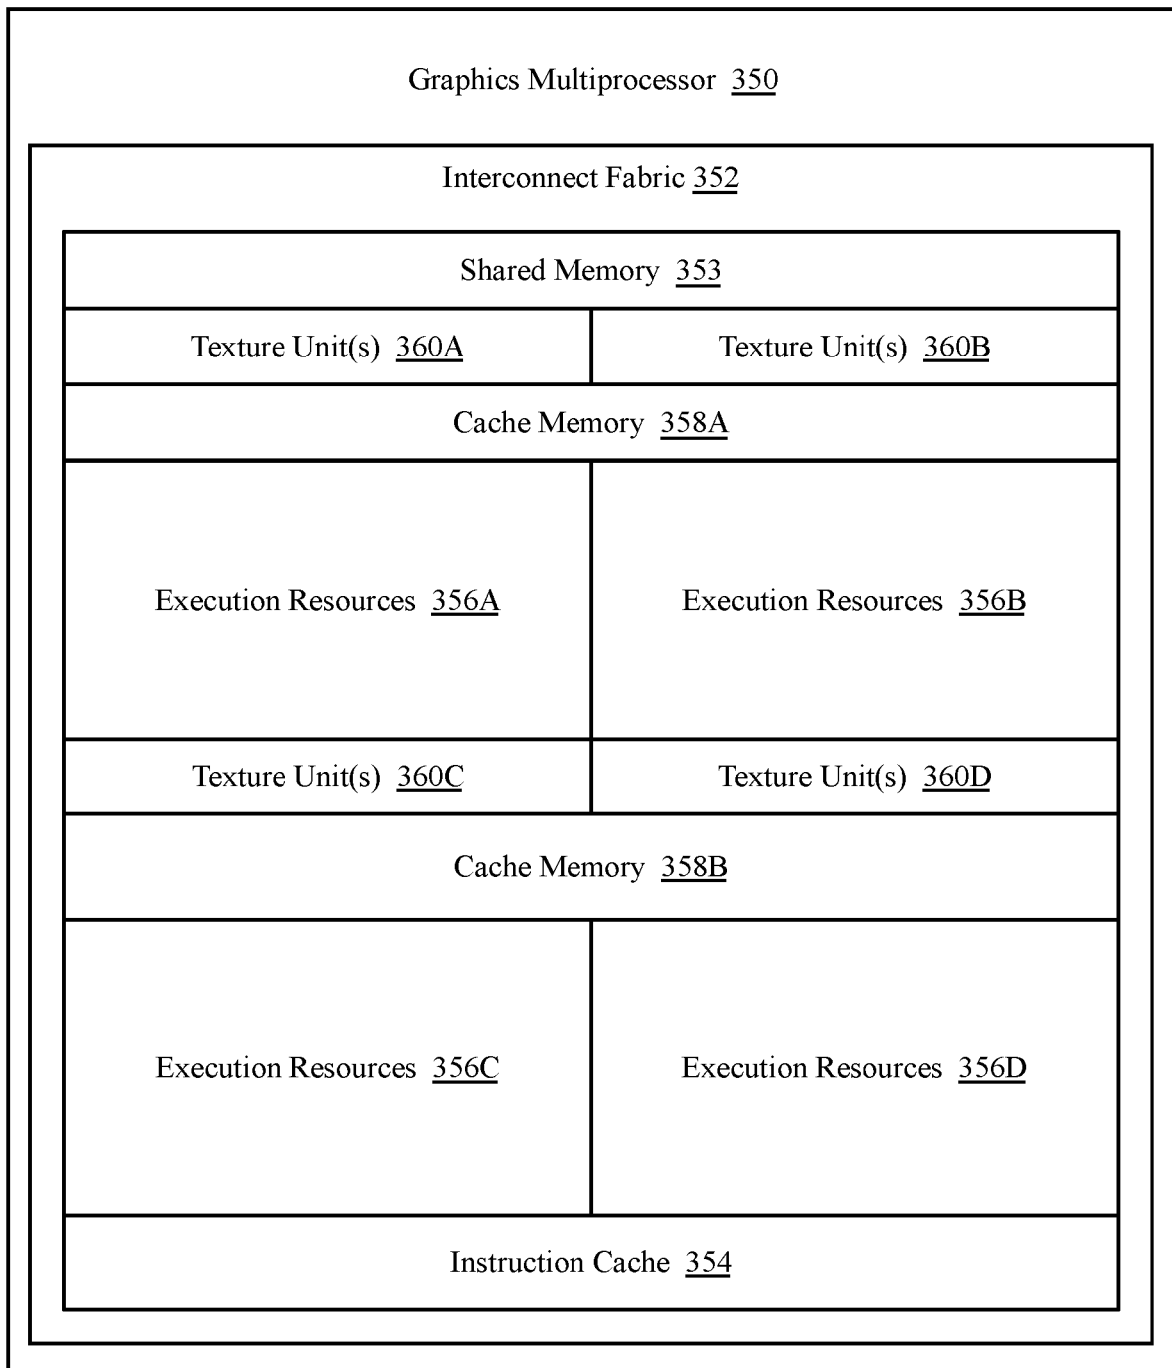 Graphics Multiprocessor 350
Interconnect Fabric 352
Shared Memory 353
Texture Unit(s) 360A
Texture Unit(s) 360B
Cache Memory 358A
Execution Resources 356A
Execution Resources 356B
Texture Unit(s) 360C
Texture Unit(s) 360D
Cache Memory 358B
Execution Resources 356C
Execution Resources 356D
Instruction Cache 354